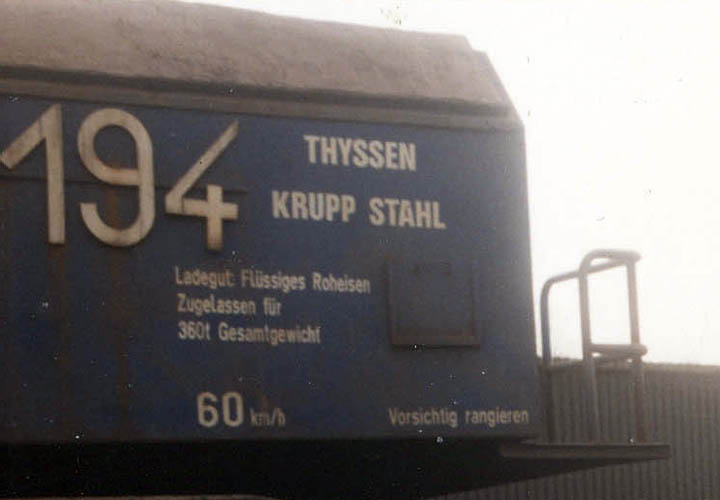 194
THYSSEN
KRUPP STAHL
Ladegut: Flüssiges Roheisen
Zugelassen für
360t Gesamtgewicht
60 km/h
Vorsichtig rangieren